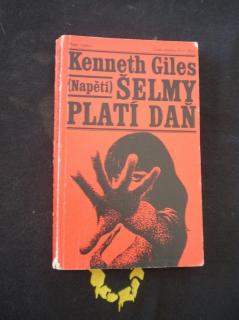 Kenneth Giles
(Napětí) ŠELMY
PLATÍ DAŇ